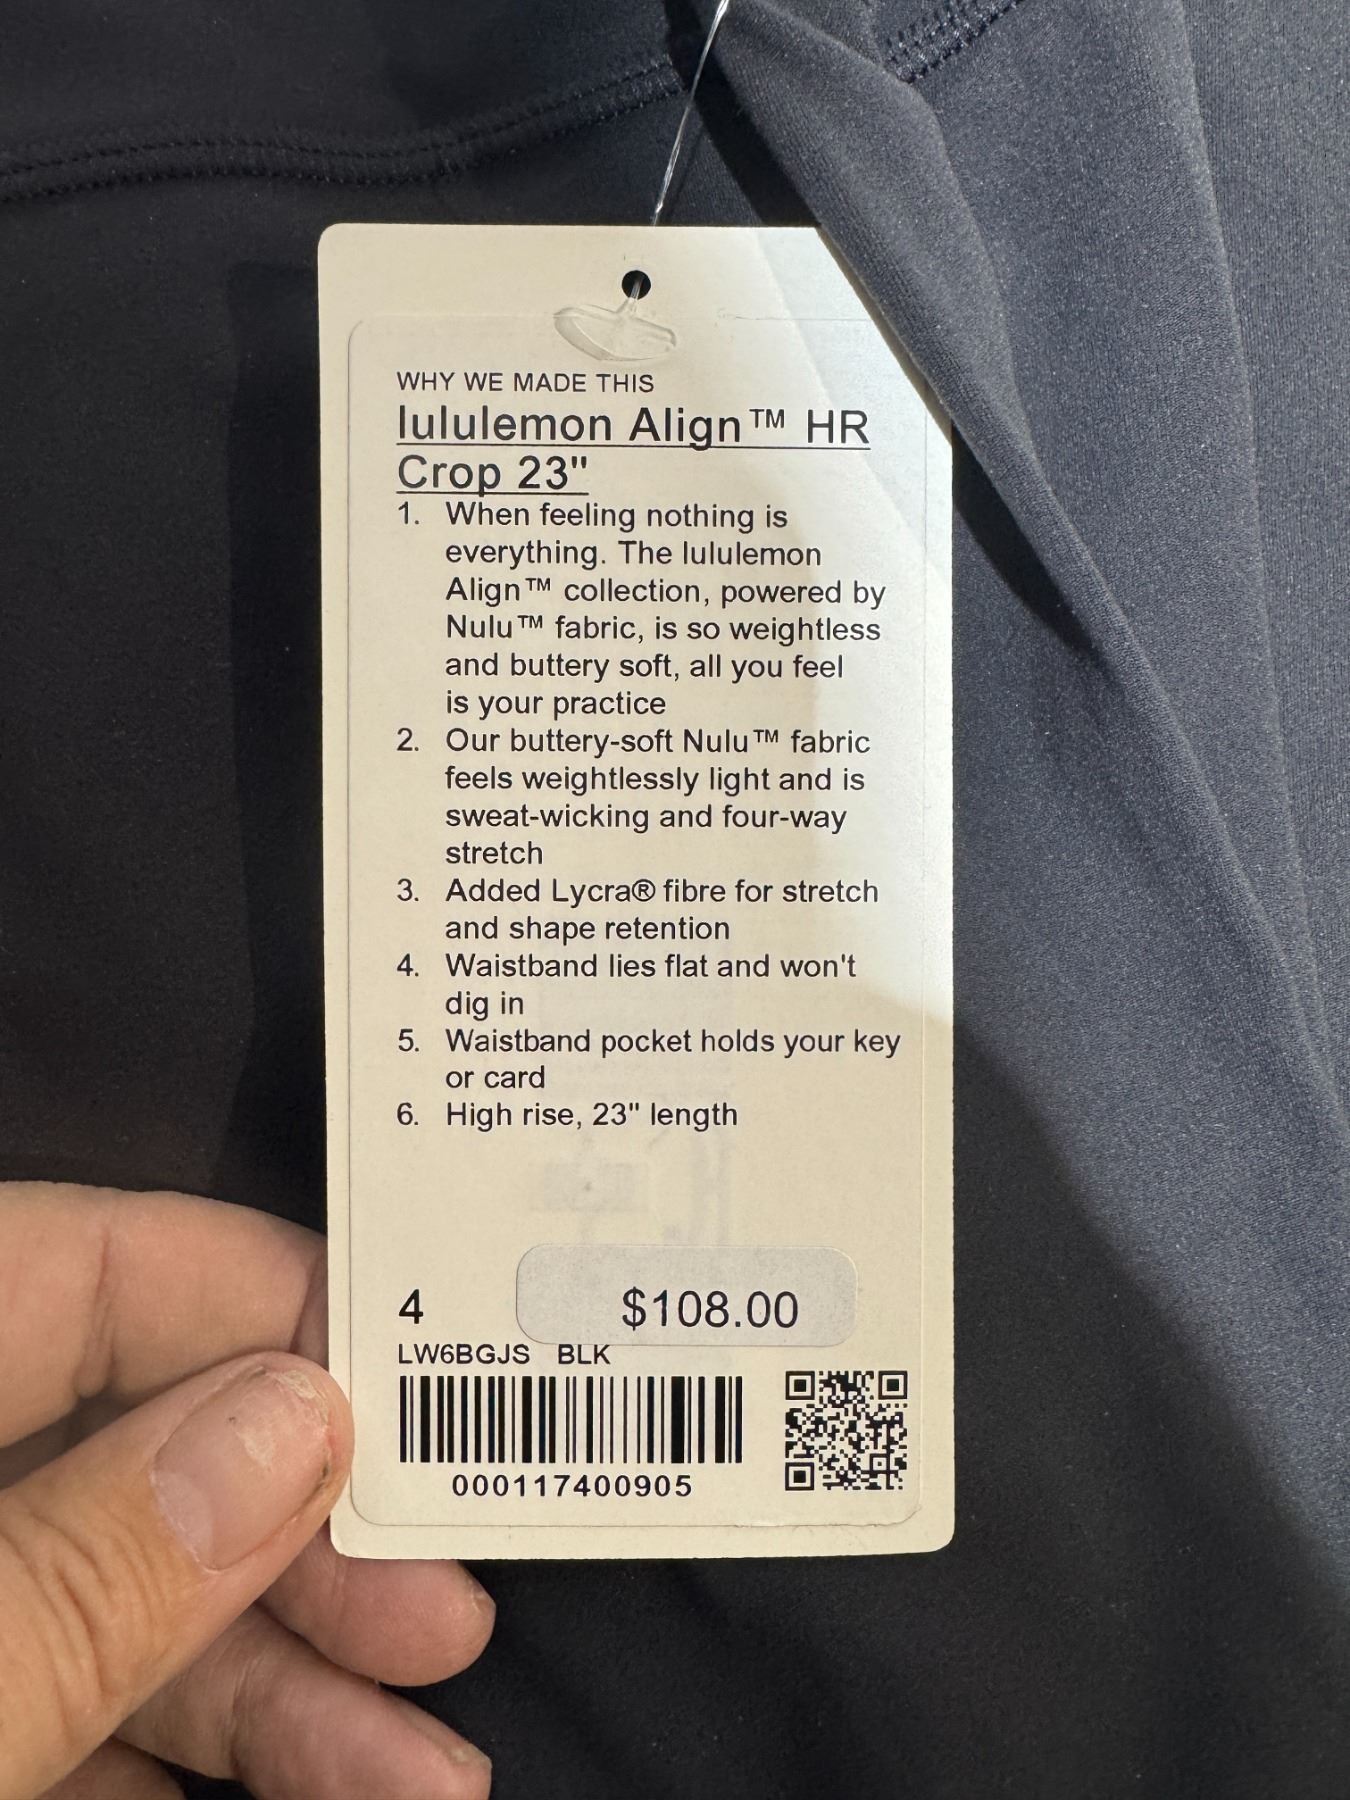 WHY WE MADE THIS
lululemon Align™ HR
Crop 23"
1. When feeling nothing is
everything. The lululemon
Align™ collection, powered by
Nulu™ fabric, is so weightless
and buttery soft, all you feel
is your practice
2. Our buttery-soft Nulu™ fabric
feels weightlessly light and is
sweat-wicking and four-way
stretch
3. Added Lycra® fibre for stretch
and shape retention
4. Waistband lies flat and won't
dig in
5. Waistband pocket holds your key
or card
6. High rise, 23" length
4 $108.00
LW6BGJS BLK
000117400905